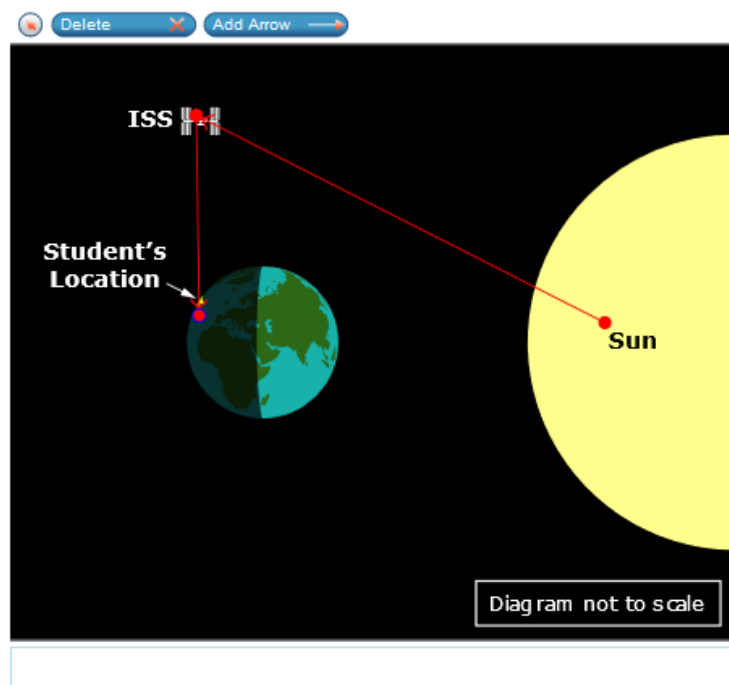 Delete
Add Arrow
ISS
Student's
Location
Sun
Diagram not to scale